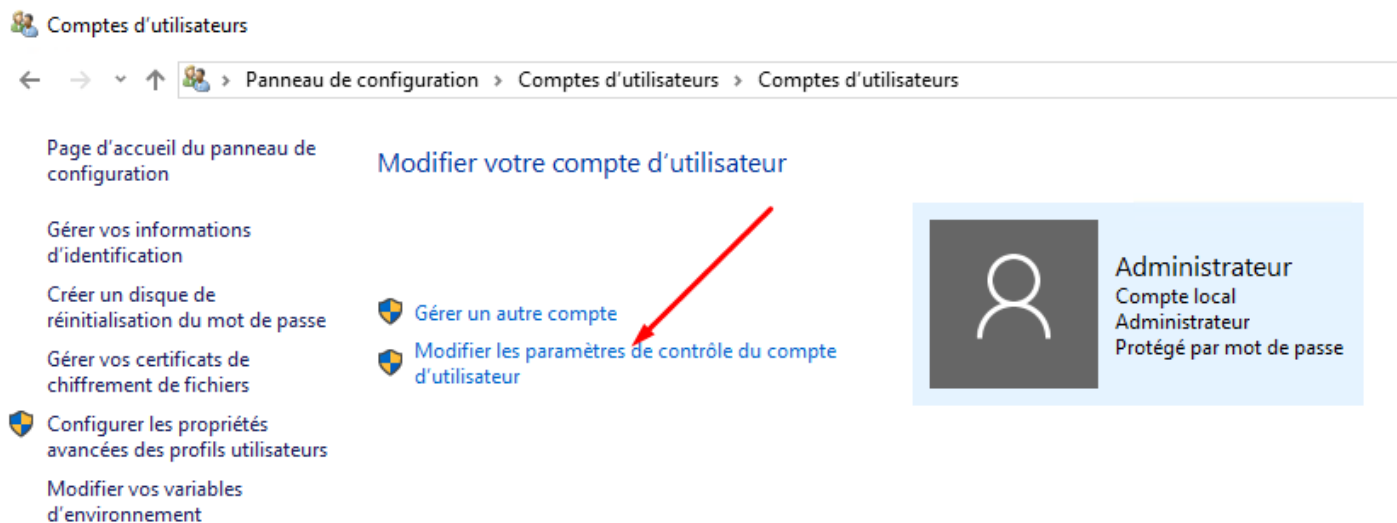 Comptes d’utilisateurs
Panneau de configuration > Comptes d’utilisateurs > Comptes d’utilisateurs
Page d’accueil du panneau de
configuration
Gérer vos informations
d’identification
Créer un disque de
réinitialisation du mot de passe
Gérer vos certificats de
chiffrement de fichiers
Configurer les propriétés
avancées des profils utilisateurs
Modifier vos variables
d’environnement
Modifier votre compte d’utilisateur
Gérer un autre compte
Modifier les paramètres de contrôle du compte
d’utilisateur
Administrateur
Compte local
Administrateur
Protégé par mot de passe